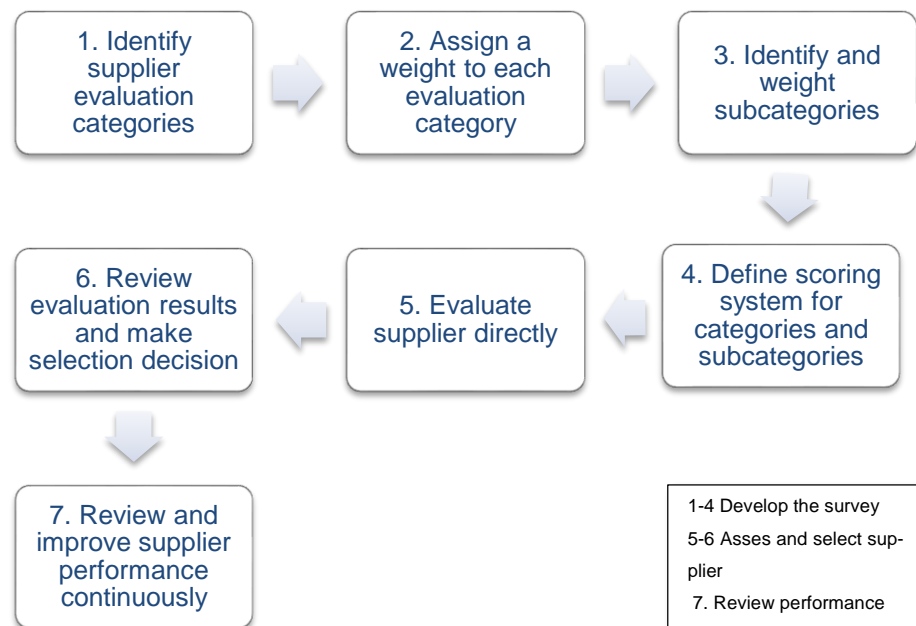 1. Identify
supplier
evaluation
categories
2. Assign a
weight to each
evaluation
category
3. Identify and
weight
subcategories
4. Define scoring
system for
categories and
subcategories
5. Evaluate
supplier directly
6. Review
evaluation results
and make
selection decision
7. Review and
improve supplier
performance
continuously
1-4 Develop the survey
5-6 Asses and select sup-
plier
7. Review performance